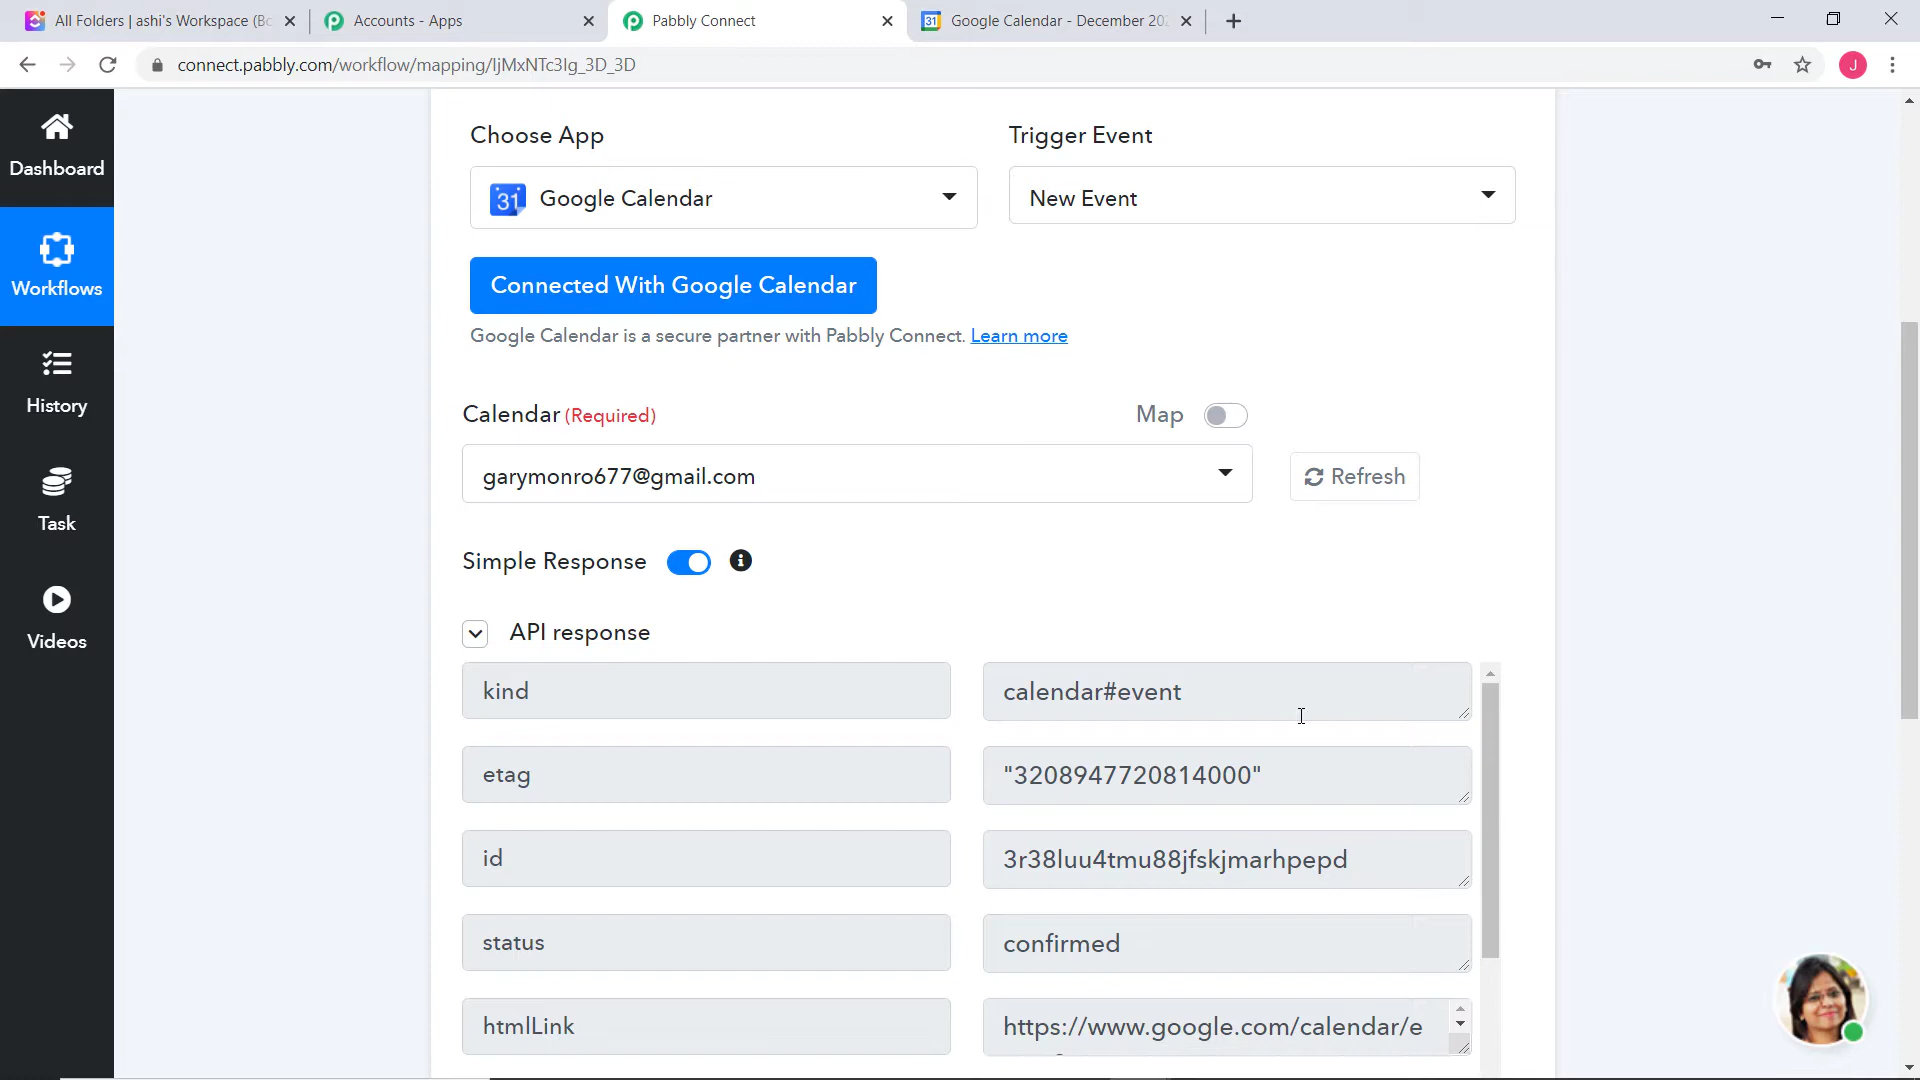 All Folders | ashi's Workspace (Bo
Accounts - Apps
Pabbly Connect
31
Google Calendar - December 202
connect.pabbly.com/workflow/mapping/IjMxNTc3Ig_3D_3D
J
Dashboard
Workflows
History
Task
Videos
Choose App
Trigger Event
31
Google Calendar
New Event
Connected With Google Calendar
Google Calendar is a secure partner with Pabbly Connect. Learn more
Calendar (Required)
Map
garymonro677@gmail.com
Refresh
Simple Response
API response
kind
calendar#event
etag
"3208947720814000"
id
3r38luu4tmu88jfskjmarhpepd
status
confirmed
htmlLink
https://www.google.com/calendar/e